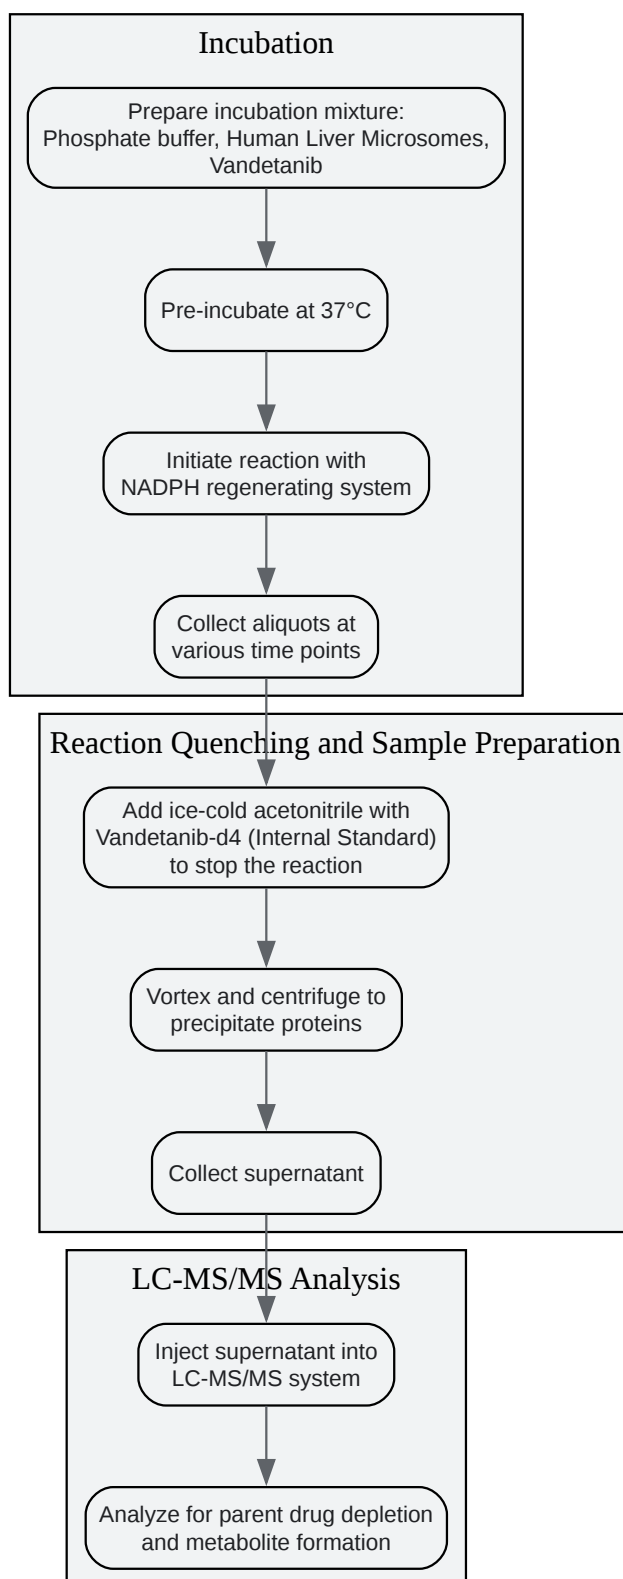 Incubation
Prepare incubation mixture:
Phosphate buffer, Human Liver Microsomes,
Vandetanib
Pre-incubate at 37°C
Initiate reaction with
NADPH regenerating system
Collect aliquots at
various time points
Reaction Quenching and Sample Preparation
Add ice-cold acetonitrile with
Vandetanib-d4 (Internal Standard)
to stop the reaction
Vortex and centrifuge to
precipitate proteins
Collect supernatant
LC-MS/MS Analysis
Inject supernatant into
LC-MS/MS system
Analyze for parent drug depletion
and metabolite formation